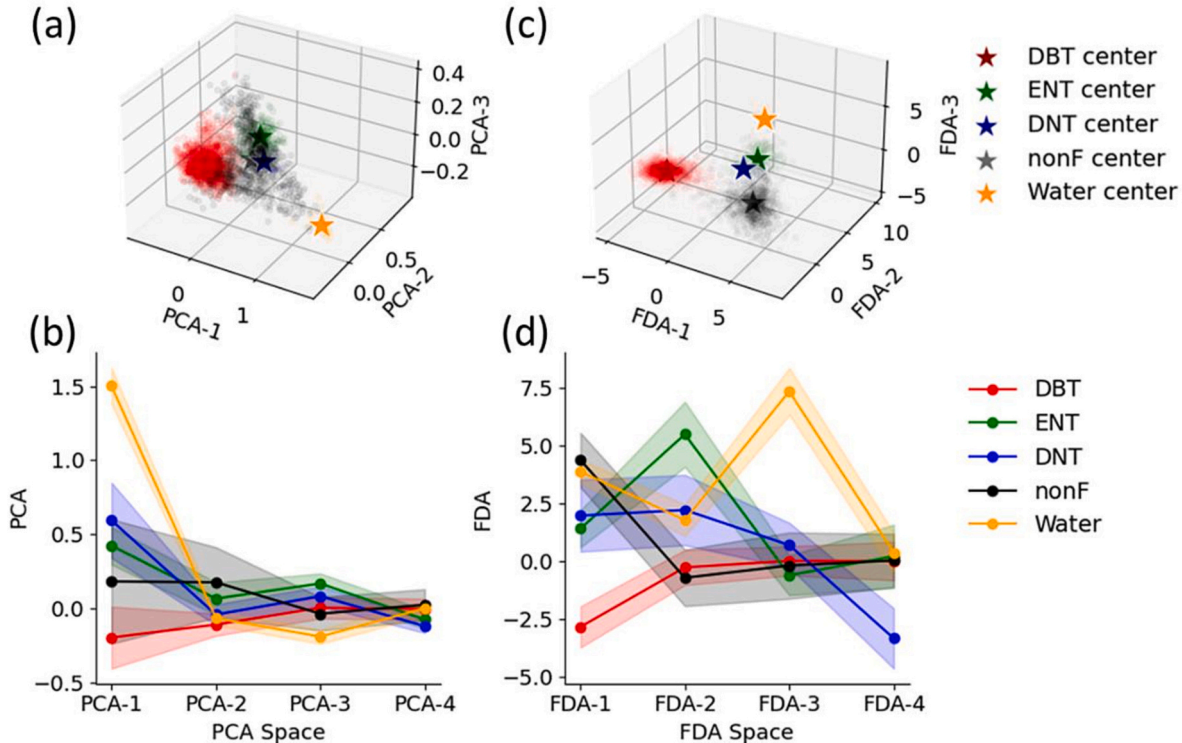 (a)
0.4
0.2
0.0
−0.2
PCA-3
0.5
0.0
PCA-2
0
1
PCA-1
(c)
5
0
−5
FDA-3
10
5
0
FDA-2
−5
0
5
FDA-1
DBT center
ENT center
DNT center
nonF center
Water center
(b)
1.5
1.0
0.5
0.0
−0.5
PCA
PCA-1 PCA-2 PCA-3 PCA-4
PCA Space
(d)
7.5
5.0
2.5
0.0
−2.5
−5.0
FDA
FDA-1 FDA-2 FDA-3 FDA-4
FDA Space
DBT
ENT
DNT
nonF
Water